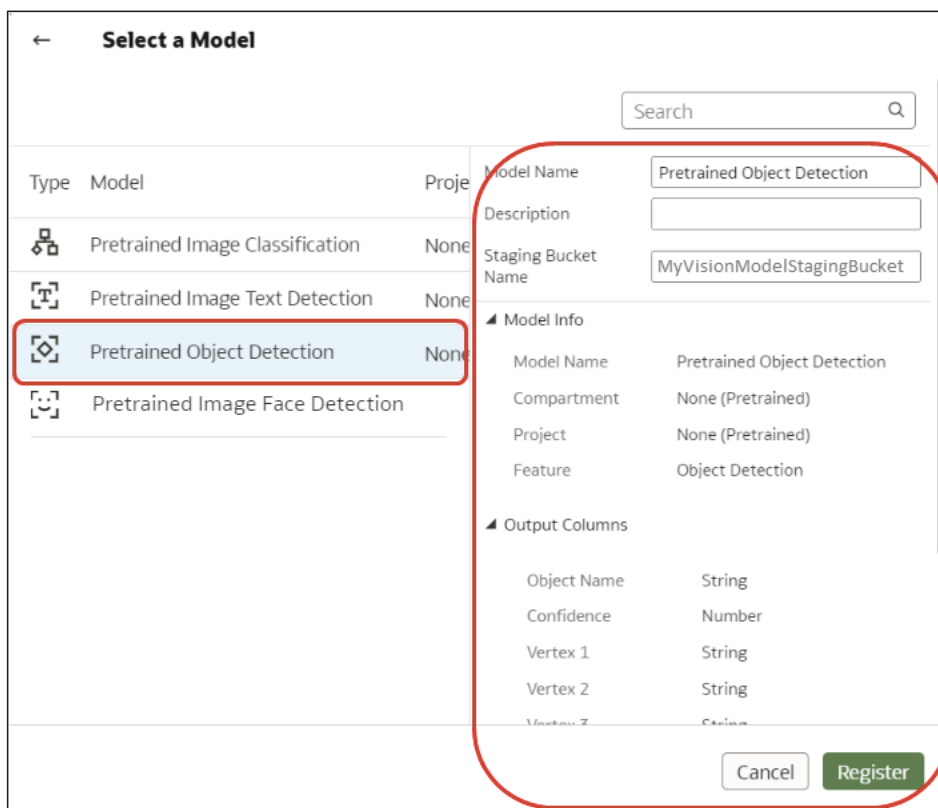 ← Select a Model
Search
Type Model Proje
Pretrained Image Classification None
Pretrained Image Text Detection None
Pretrained Object Detection None
Pretrained Image Face Detection
Model Name Pretrained Object Detection
Description
Staging Bucket
Name
MyVisionModelStagingBucket
Model Info
Model Name Pretrained Object Detection
Compartment None (Pretrained)
Project None (Pretrained)
Feature Object Detection
Output Columns
Object Name String
Confidence Number
Vertex 1 String
Vertex 2 String
Vertex 3 String
Cancel Register